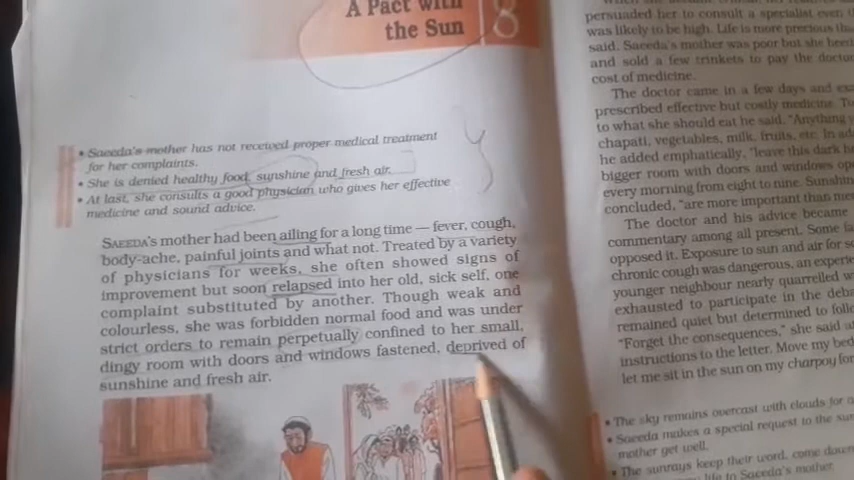 A Pact with
the Sun
8
• Saeeda's mother has not received proper medical treatment
for her complaints.
• She is denied healthy food, sunshine and fresh air.
• At last, she consults a good physician who gives her effective
medicine and sound advice.
SAEEDA'S mother had been ailing for a long time — fever, cough,
body-ache, painful joints and what not. Treated by a variety
of physicians for weeks, she often showed signs of
improvement but soon relapsed into her old, sick self, one
complaint substituted by another. Though weak and
colourless, she was forbidden normal food and was under
strict orders to remain perpetually confined to her small,
dingy room with doors and windows fastened, deprived of
sunshine and fresh air.
persuaded her to consult a specialist even
was likely to be high. Life is more precious
said. Saeeda's mother was poor but she
and sold a few trinkets to pay the
cost of medicine.
The doctor came in a few days and
prescribed effective but costly medicine.
to what she should eat he said. "Anything
chapati, vegetables, milk, fruits, etc. In
he added emphatically, "leave this dark
bigger room with doors and windows
every morning from eight to nine.
concluded, "are more important than
The doctor and his advice became
commentary among all present. Some
opposed it. Exposure to sun and air for
chronic cough was dangerous, an
younger neighbour nearly quarrelled
exhausted to participate in the
remained quiet but determined to
"Forget the consequences," she said
instructions to the letter. Move my
let me sit in the sun on my charpoy
• The sky remains overcast with clouds for
• Saeeda makes a special request to the
mother get well.
• The sunrays keep their word, come
life to Saeeda's mother.